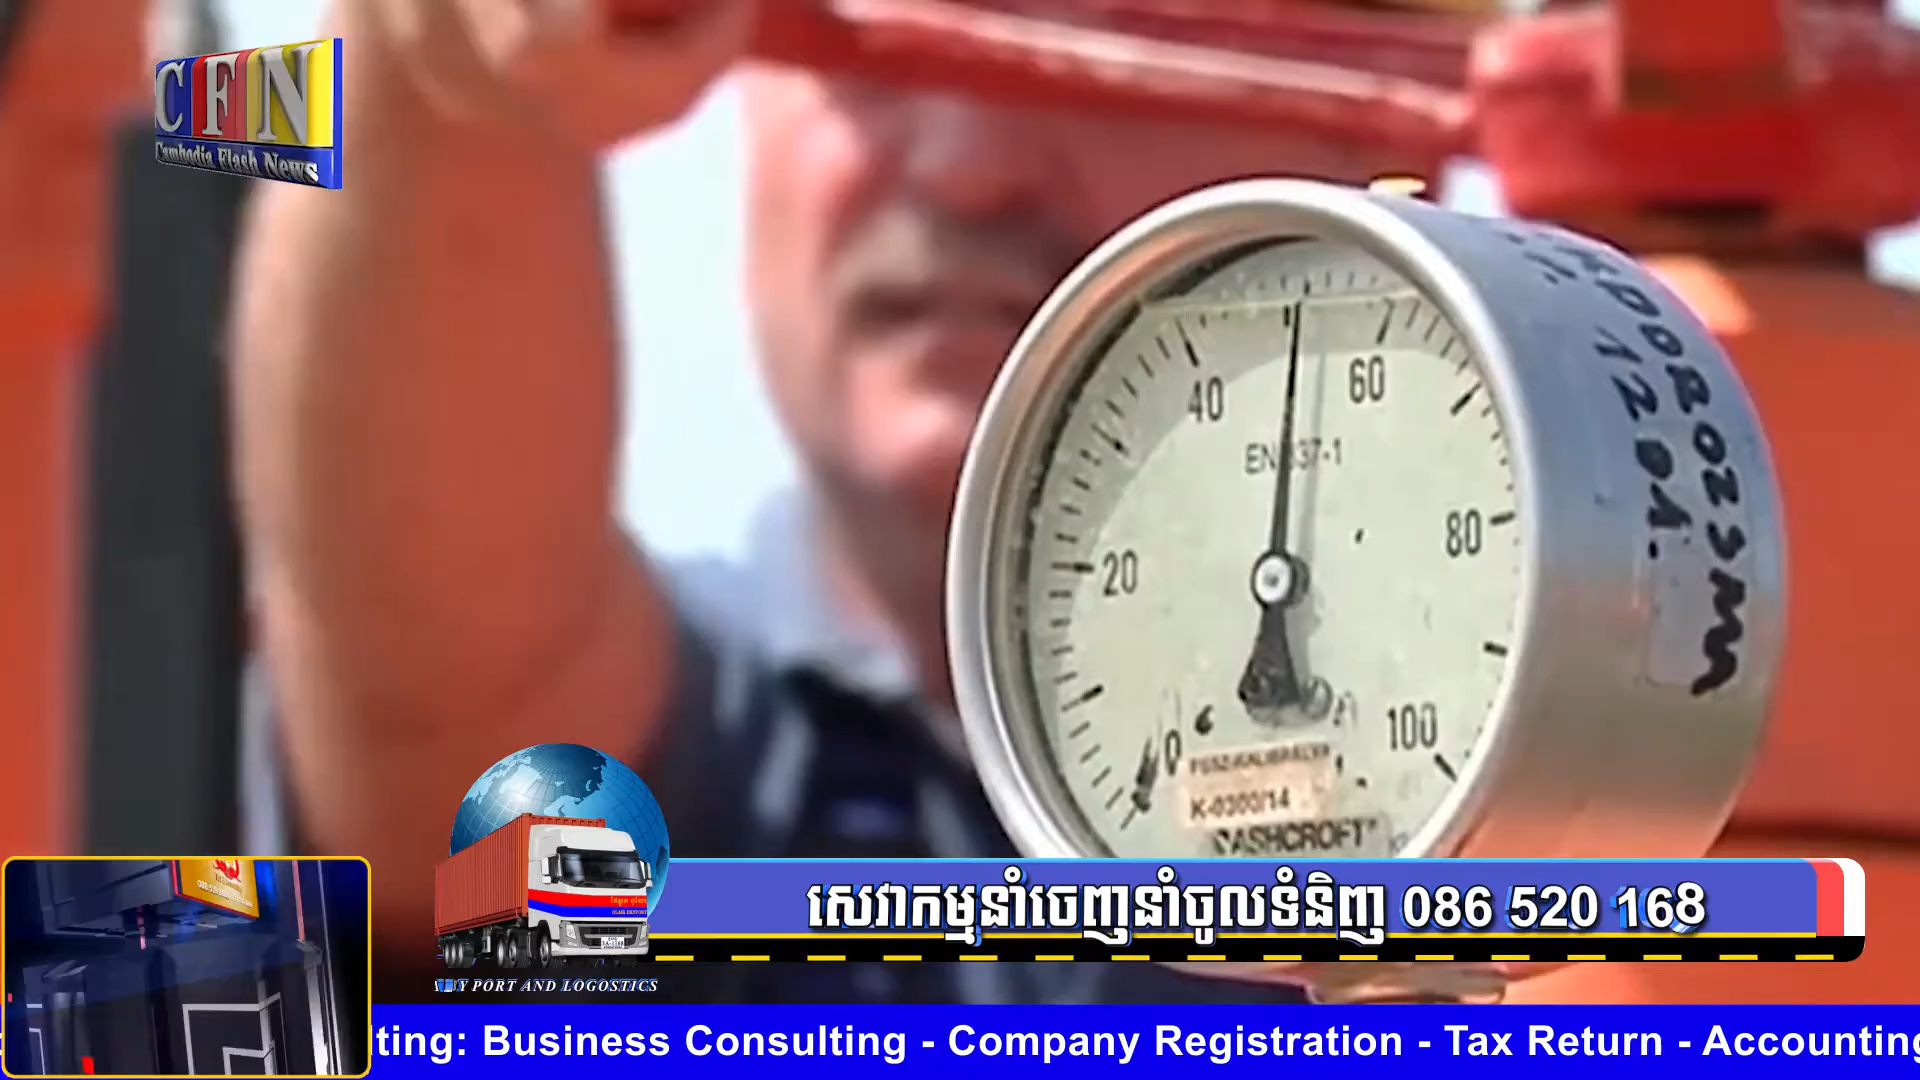 CFN
Cambodia Flash News
40
60
EN 837-1
20
80
0
100
K-0300/14
ASHCROFT
សេវាកម្មនាំចេញនាំចូលទំនិញ 086 520 168
PORT AND LOGOSTICS
lting: Business Consulting - Company Registration - Tax Return - Accounting